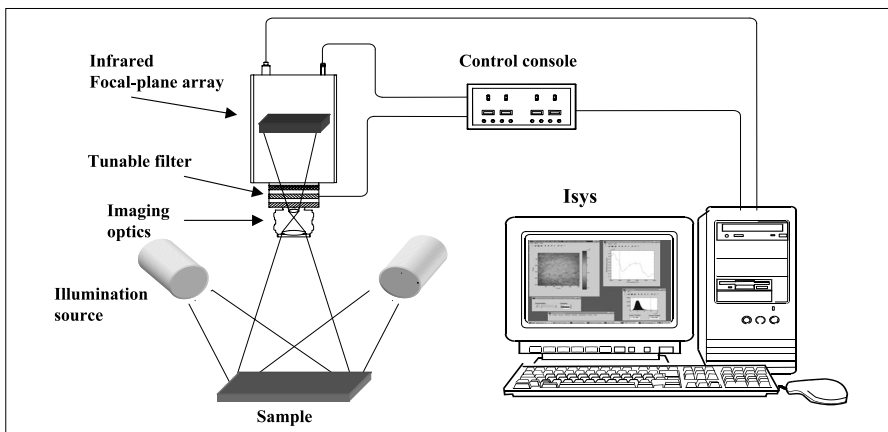 Infrared
Focal-plane array
Control console
Tunable filter
Imaging
optics
Isys
Illumination
source
Sample